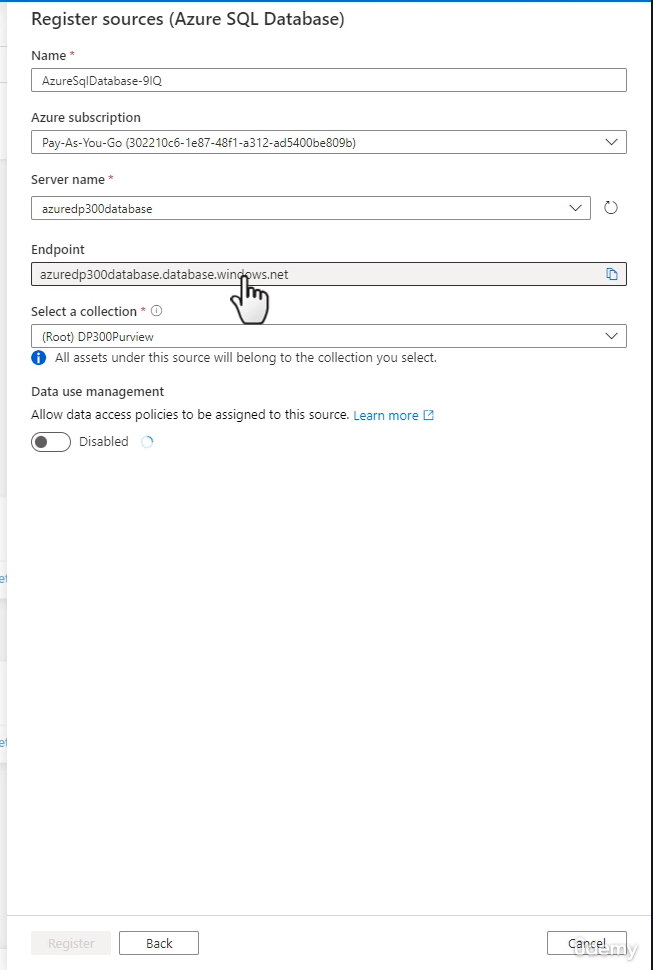 Register sources (Azure SQL Database)
Name *
AzureSqlDatabase-9IQ
Azure subscription
Pay-As-You-Go (302210c6-1e87-48f1-a312-ad5400be809b)
Server name *
azuredp300database
Endpoint
azuredp300database.database.windows.net
Select a collection *
(Root) DP300Purview
All assets under this source will belong to the collection you select.
Data use management
Allow data access policies to be assigned to this source. Learn more
Disabled
et
et
Register
Back
Cancel
udemy